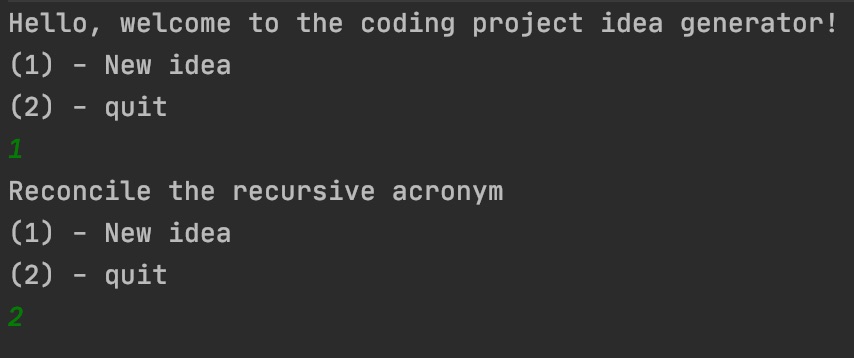 Hello, welcome to the coding project idea generator!
(1) - New idea
(2) - quit
1
Reconcile the recursive acronym
(1) - New idea
(2) - quit
2